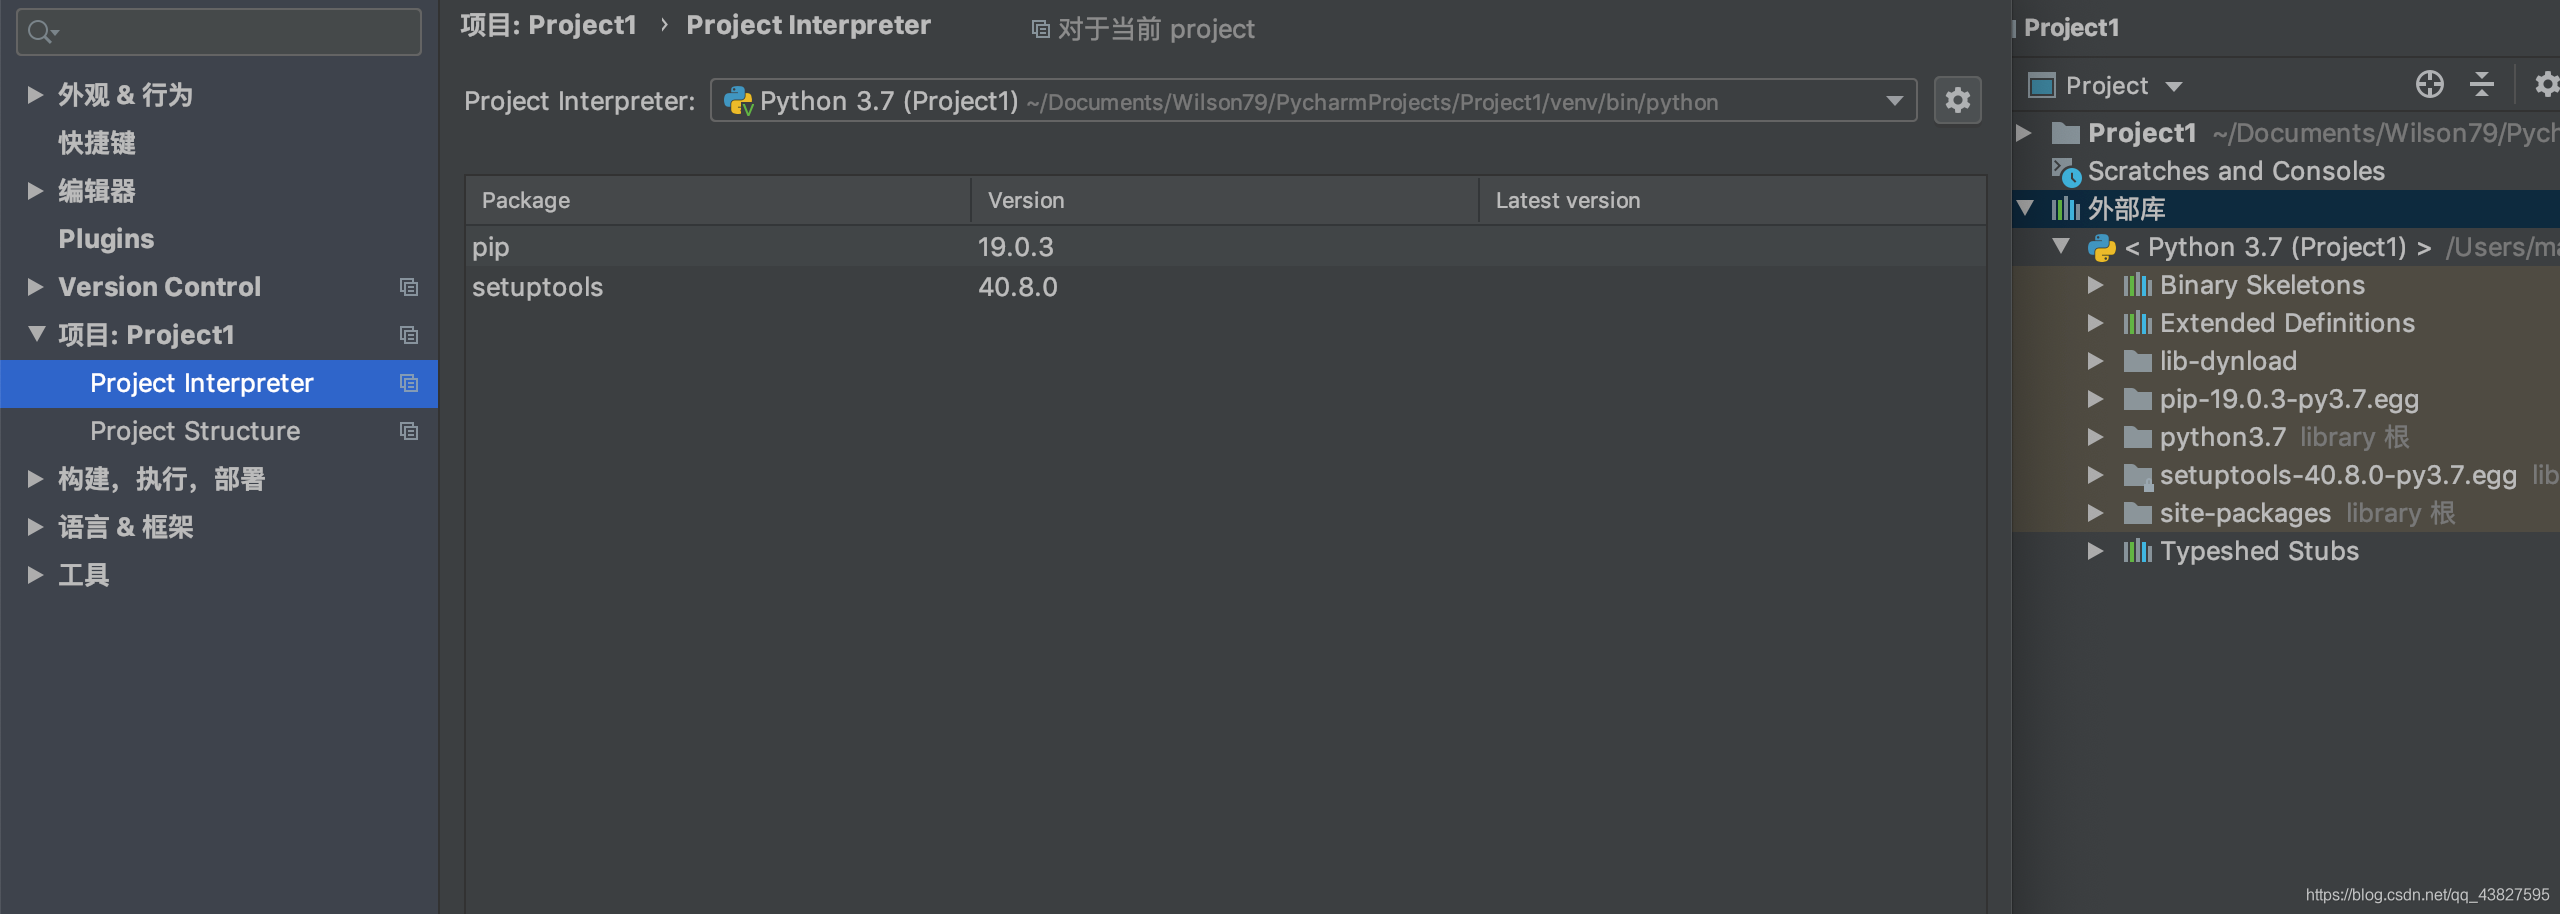 外观 & 行为
快捷键
编辑器
Plugins
Version Control
项目: Project1
Project Interpreter
Project Structure
构建，执行，部署
语言 & 框架
工具
项目: Project1 › Project Interpreter 对于当前 project
Project Interpreter: Python 3.7 (Project1) ~/Documents/Wilson79/PycharmProjects/Project1/venv/bin/python
Package Version Latest version
pip 19.0.3
setuptools 40.8.0
Project1
Project
Project1 ~/Documents/Wilson79/Pych
Scratches and Consoles
外部库
< Python 3.7 (Project1) > /Users/ma
Binary Skeletons
Extended Definitions
lib-dynload
pip-19.0.3-py3.7.egg
python3.7 library 根
setuptools-40.8.0-py3.7.egg lib
site-packages library 根
Typeshed Stubs
https://blog.csdn.net/qq_43827595